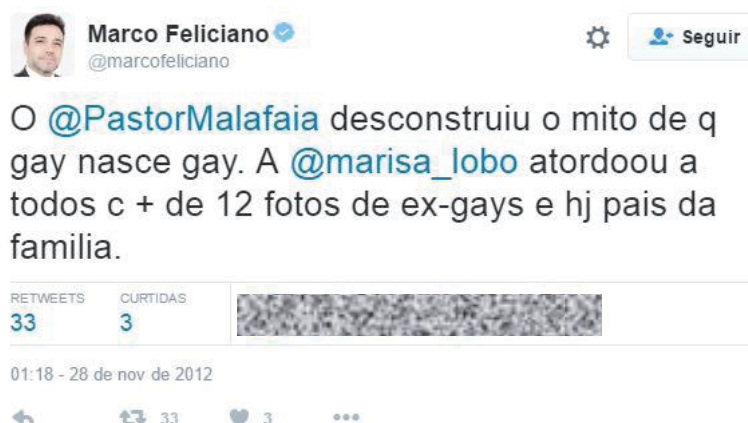 Marco Feliciano
@marcofeliciano
Seguir
O @PastorMalafaia desconstruiu o mito de q
gay nasce gay. A @marisa_lobo atordoou a
todos c + de 12 fotos de ex-gays e hj pais da
familia.
RETWEETS CURTIDAS
33 3
01:18 - 28 de nov de 2012
33 3